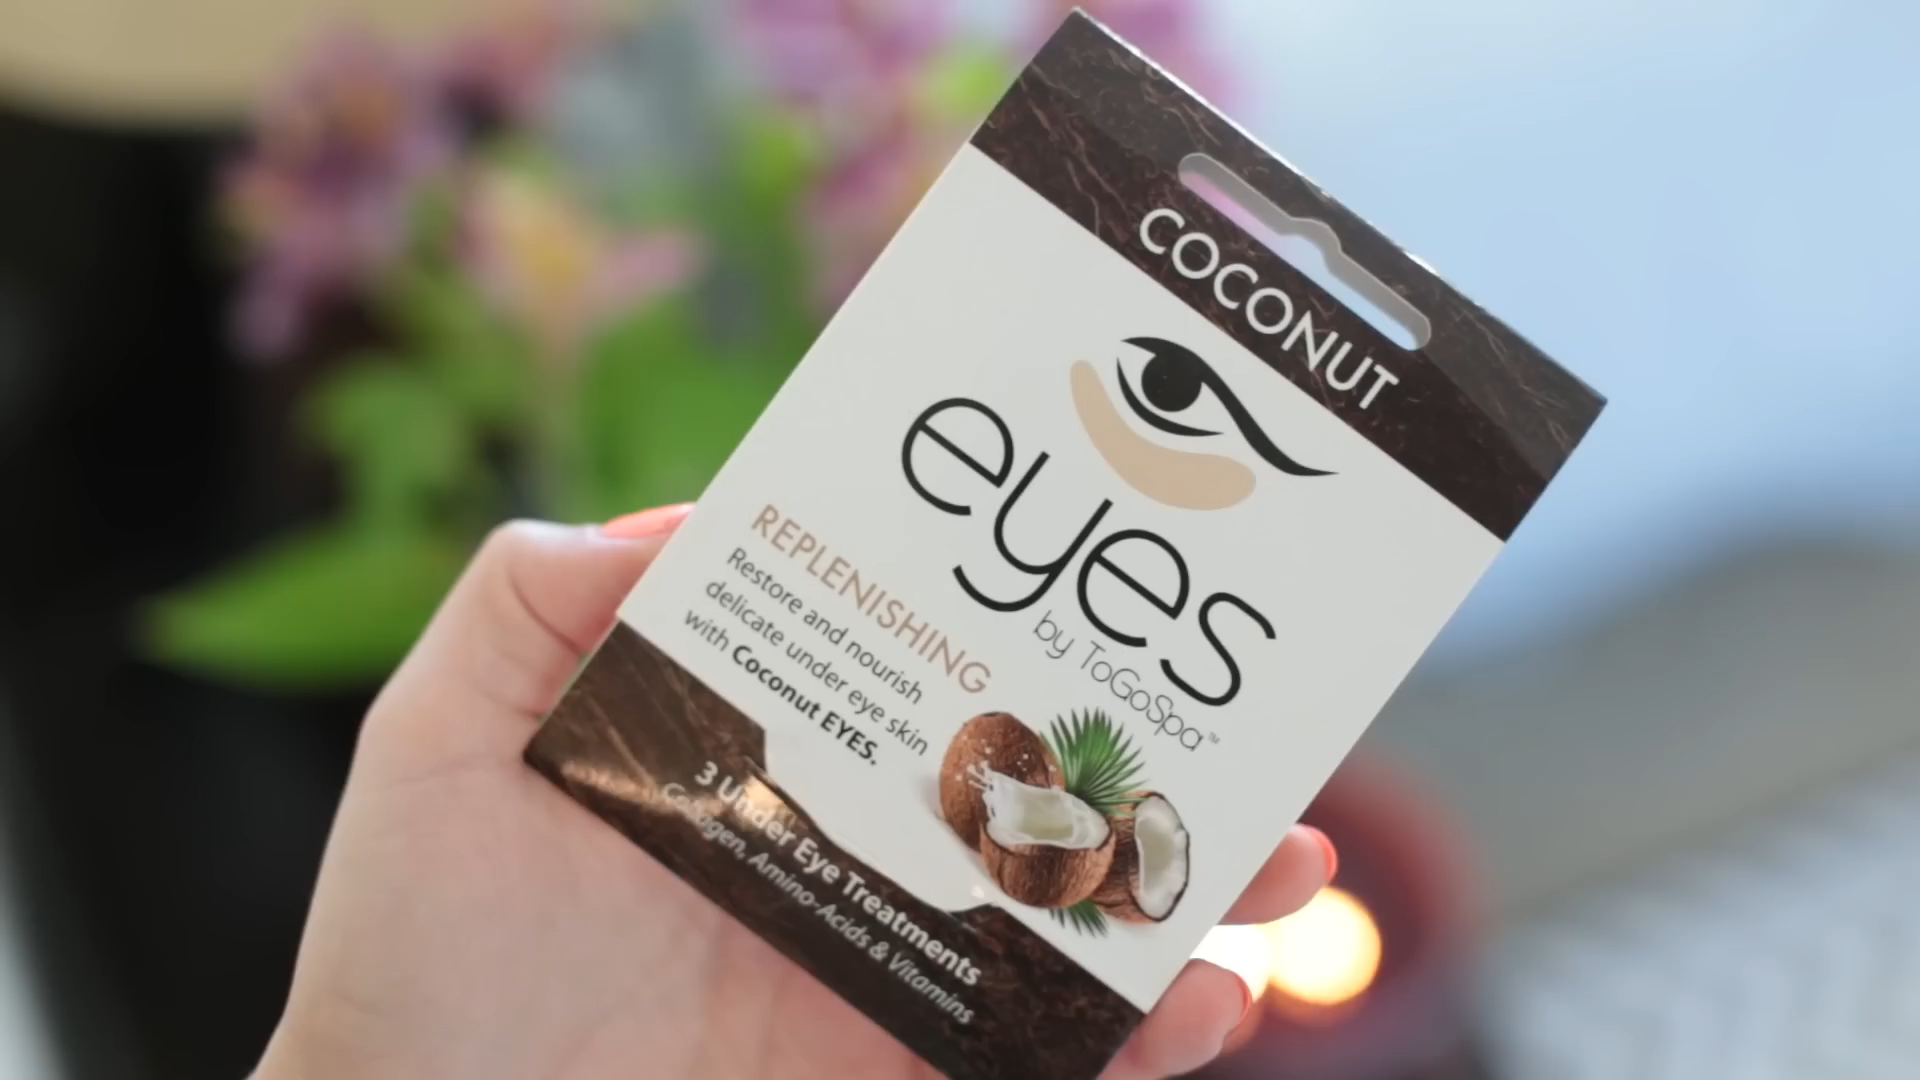 COCONUT
eyes
by ToGoSpa™
REPLENISHING
Restore and nourish
delicate under eye skin
with Coconut EYES.
3 Under Eye Treatments
Collagen, Amino-Acids & Vitamins